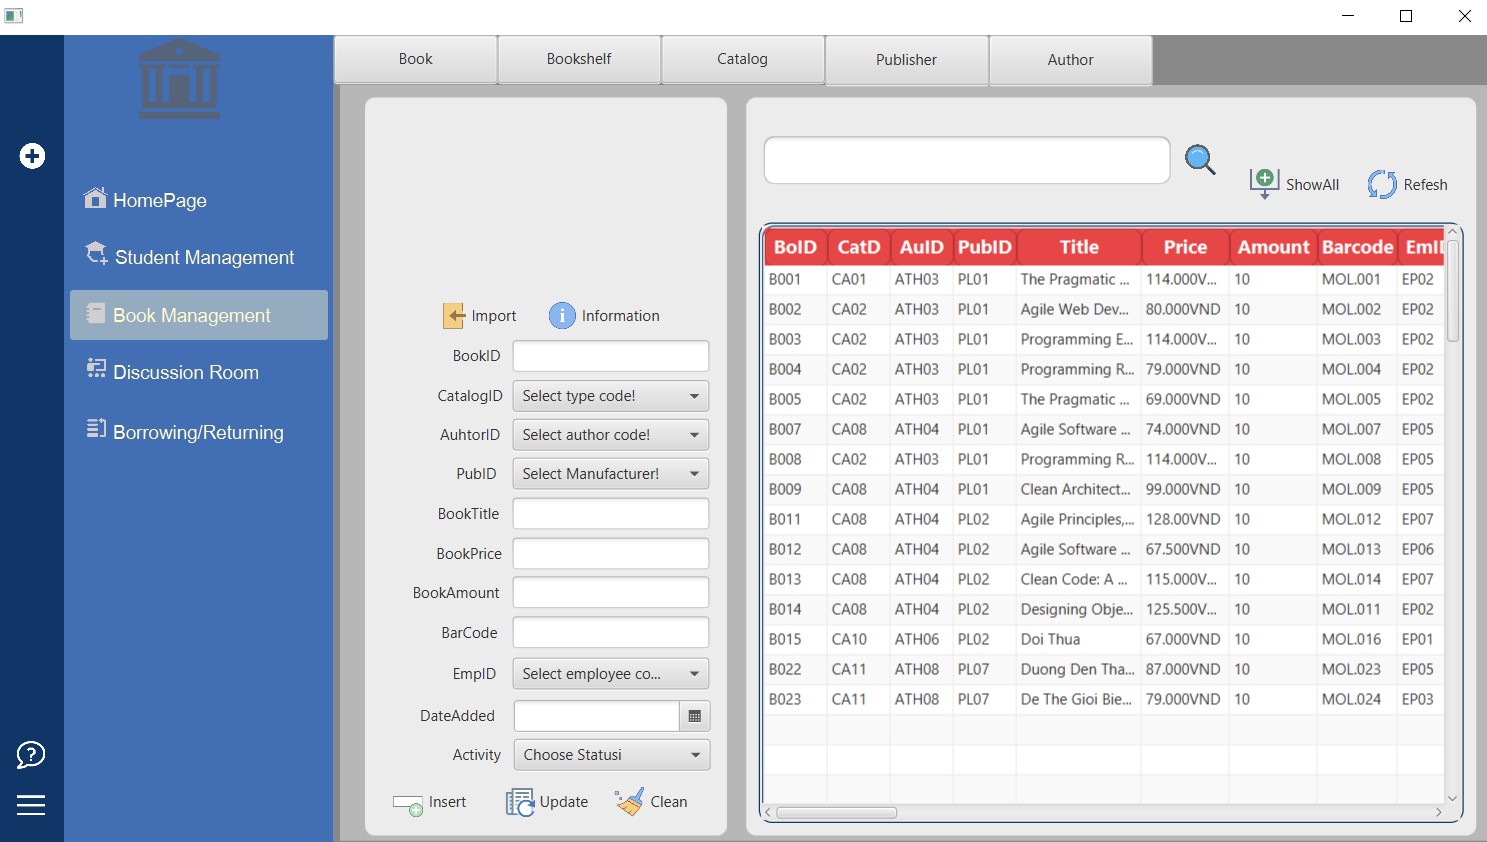 Book Bookshelf Catalog Publisher Author
HomePage
Student Management
Book Management
Discussion Room
Borrowing/Returning
Import Information
BookID
CatalogID Select type code!
AuhtorID Select author code!
PubID Select Manufacturer!
BookTitle
BookPrice
BookAmount
BarCode
EmpID Select employee co...
DateAdded
Activity Choose Statusi
Insert Update Clean
ShowAll Refesh
BoID CatD AuID PubID Title Price Amount Barcode EmI
B001 CA01 ATH03 PL01 The Pragmatic ... 114.000V... 10 MOL.001 EP02
B002 CA02 ATH03 PL01 Agile Web Dev... 80.000VND 10 MOL.002 EP02
B003 CA02 ATH03 PL01 Programming E... 114.000V... 10 MOL.003 EP02
B004 CA02 ATH03 PL01 Programming R... 79.000VND 10 MOL.004 EP02
B005 CA02 ATH03 PL01 The Pragmatic ... 69.000VND 10 MOL.005 EP02
B007 CA08 ATH04 PL01 Agile Software ... 74.000VND 10 MOL.007 EP05
B008 CA02 ATH03 PL01 Programming R... 114.000V... 10 MOL.008 EP05
B009 CA08 ATH04 PL01 Clean Architect... 99.000VND 10 MOL.009 EP05
B011 CA08 ATH04 PL02 Agile Principles,... 128.00VND 10 MOL.012 EP07
B012 CA08 ATH04 PL02 Agile Software ... 67.500VND 10 MOL.013 EP06
B013 CA08 ATH04 PL02 Clean Code: A ... 115.000V... 10 MOL.014 EP07
B014 CA08 ATH04 PL02 Designing Obje... 125.500V... 10 MOL.011 EP02
B015 CA10 ATH06 PL02 Doi Thua 67.000VND 10 MOL.016 EP01
B022 CA11 ATH08 PL07 Duong Den Tha... 87.000VND 10 MOL.023 EP05
B023 CA11 ATH08 PL07 De The Gioi Bie... 79.000VND 10 MOL.024 EP03